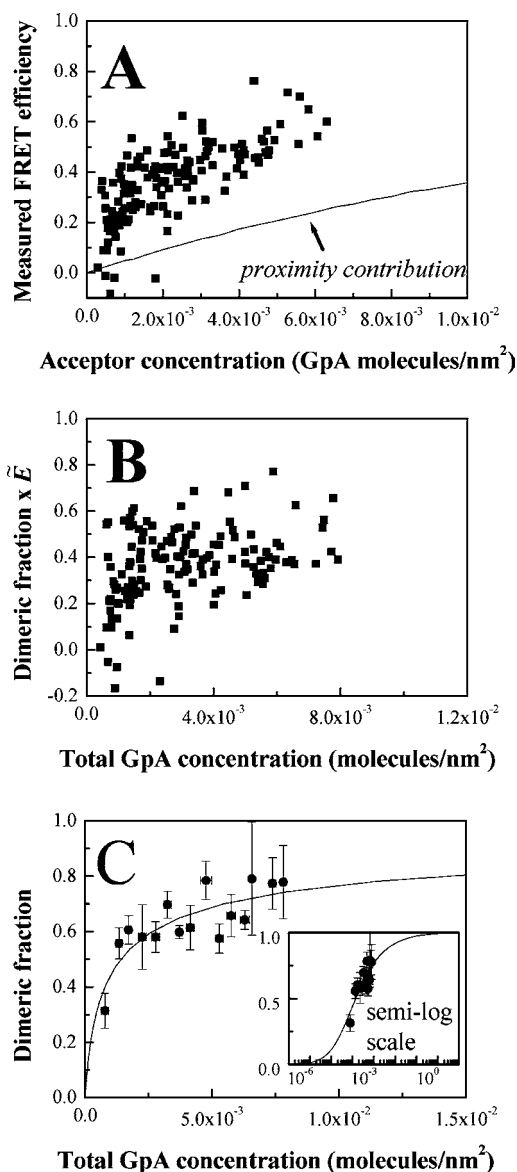 A
Measured FRET efficiency
1.0
0.8
0.6
0.4
0.2
0.0
proximity contribution
0.0 2.0x10⁻³ 4.0x10⁻³ 6.0x10⁻³ 8.0x10⁻³ 1.0x10⁻²
Acceptor concentration (GpA molecules/nm²)
B
Dimeric fraction x Ẽ
1.0
0.8
0.6
0.4
0.2
0.0
-0.2
0.0 4.0x10⁻³ 8.0x10⁻³ 1.2x10⁻²
Total GpA concentration (molecules/nm²)
C
Dimeric fraction
1.0
0.8
0.6
0.4
0.2
0.0
1.0
0.5
0.0
semi-log
scale
10⁻⁶ 10⁻³ 10⁰
0.0 5.0x10⁻³ 1.0x10⁻² 1.5x10⁻²
Total GpA concentration (molecules/nm²)